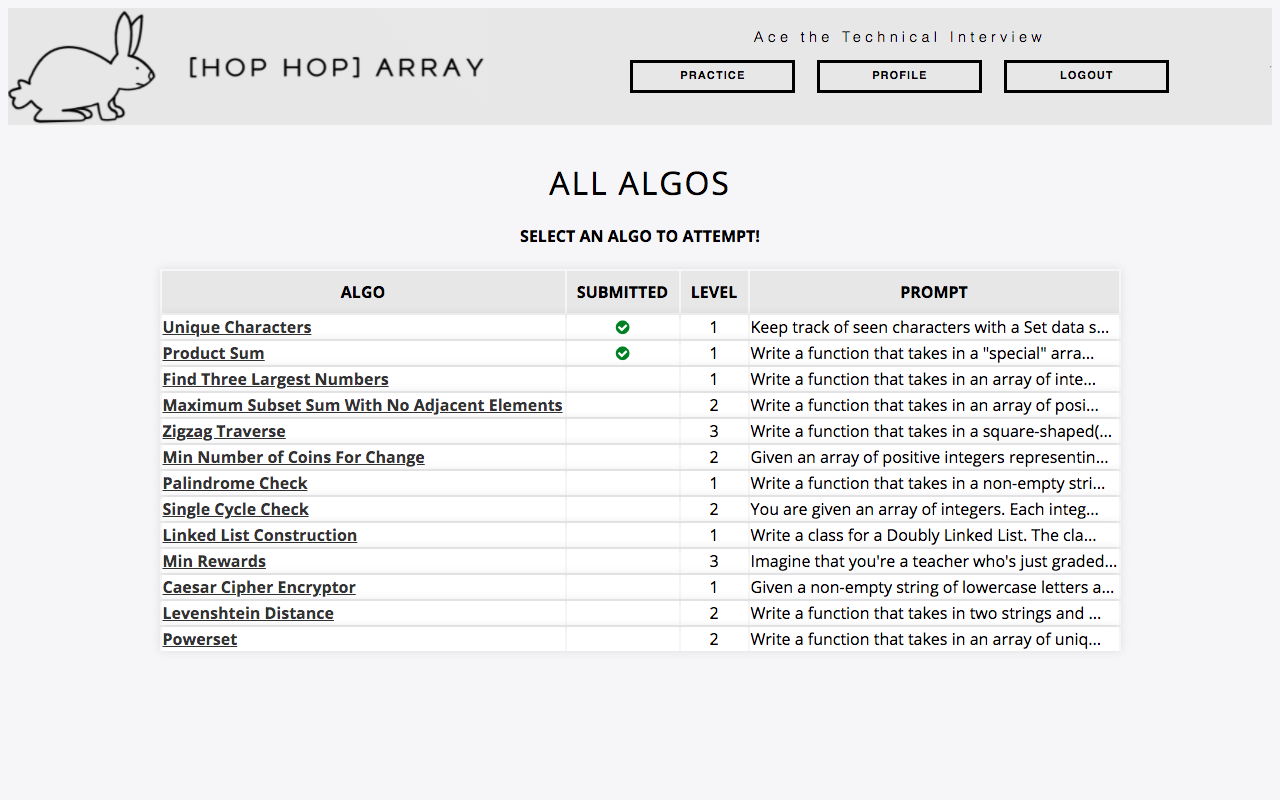 Ace the Technical Interview
[HOP HOP] ARRAY
PRACTICE PROFILE LOGOUT
ALL ALGOS
SELECT AN ALGO TO ATTEMPT!
ALGO SUBMITTED LEVEL PROMPT
Unique Characters 1 Keep track of seen characters with a Set data s...
Product Sum 1 Write a function that takes in a "special" arra...
Find Three Largest Numbers 1 Write a function that takes in an array of inte...
Maximum Subset Sum With No Adjacent Elements 2 Write a function that takes in an array of posi...
Zigzag Traverse 3 Write a function that takes in a square-shaped(...
Min Number of Coins For Change 2 Given an array of positive integers representin...
Palindrome Check 1 Write a function that takes in a non-empty stri...
Single Cycle Check 2 You are given an array of integers. Each integ...
Linked List Construction 1 Write a class for a Doubly Linked List. The cla...
Min Rewards 3 Imagine that you're a teacher who's just graded...
Caesar Cipher Encryptor 1 Given a non-empty string of lowercase letters a...
Levenshtein Distance 2 Write a function that takes in two strings and ...
Powerset 2 Write a function that takes in an array of uniq...